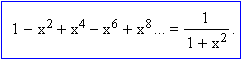 1 - x² + x⁴ - x⁶ + x⁸ ... = 1/(1 + x²).